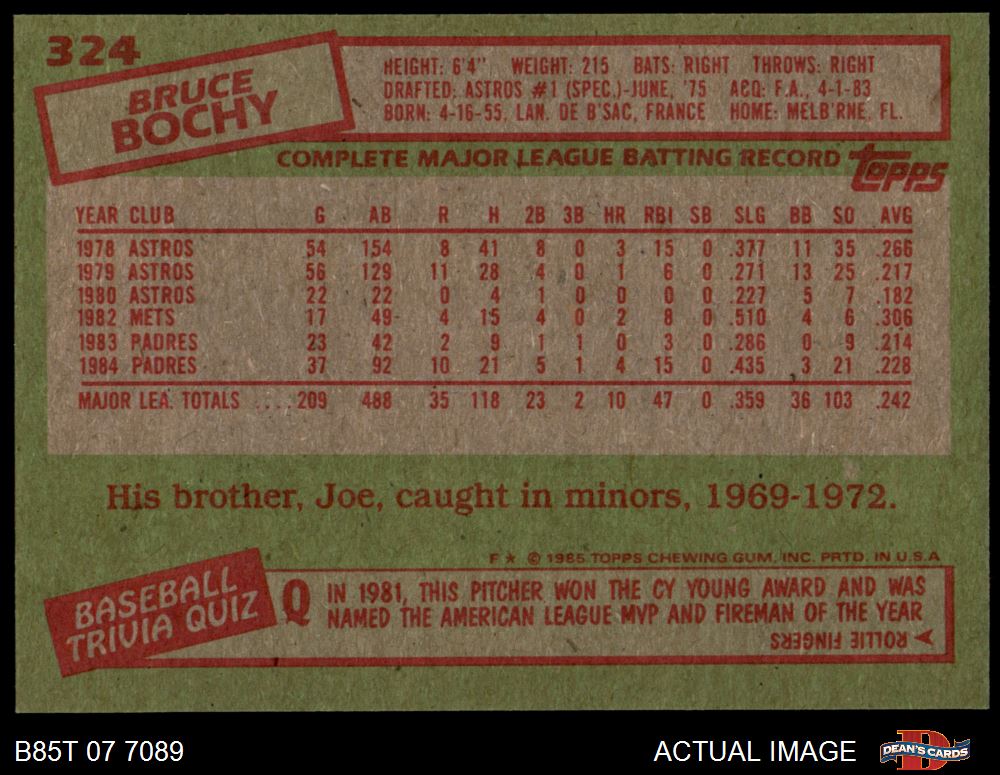 324
BRUCE
BOCHY
HEIGHT: 6'4" WEIGHT: 215 BATS: RIGHT THROWS: RIGHT
DRAFTED: ASTROS #1 (SPEC.)-JUNE, '75 ACQ: F.A., 4-1-83
BORN: 4-16-55, LAN. DE B'SAC, FRANCE HOME: MELB'RNE, FL.
COMPLETE MAJOR LEAGUE BATTING RECORD
Topps
YEAR CLUB G AB R H 2B 3B HR RBI SB SLG BB SO AVG
1978 ASTROS 54 154 8 41 8 0 3 15 0 .377 11 35 .266
1979 ASTROS 56 129 11 28 4 0 1 6 0 .271 13 25 .217
1980 ASTROS 22 22 0 4 1 0 0 0 0 .227 5 7 .182
1982 METS 17 49 4 15 4 0 2 8 0 .510 4 6 .306
1983 PADRES 23 42 2 9 1 1 0 3 0 .286 0 9 .214
1984 PADRES 37 92 10 21 5 1 4 15 0 .435 3 21 .228
MAJOR LEA. TOTALS ....209 488 35 118 23 2 10 47 0 .359 36 103 .242
His brother, Joe, caught in minors, 1969-1972.
F ★ © 1985 TOPPS CHEWING GUM, INC. PRTD. IN U.S.A
BASEBALL
TRIVIA QUIZ
Q IN 1981, THIS PITCHER WON THE CY YOUNG AWARD AND WAS
NAMED THE AMERICAN LEAGUE MVP AND FIREMAN OF THE YEAR
ROLLIE FINGERS
B85T 07 7089
ACTUAL IMAGE
DEAN'S CARDS